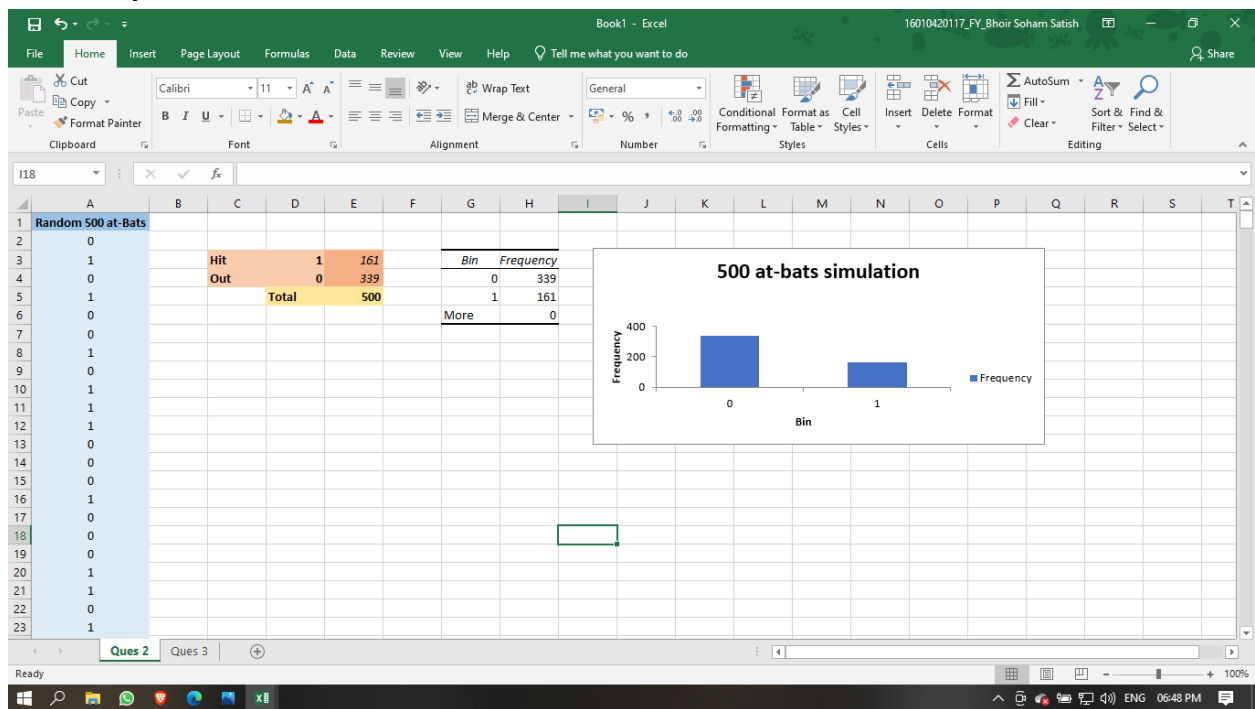 Book1 - Excel
16010420117_FY_Bhoir Soham Satish
File Home Insert Page Layout Formulas Data Review View Help Tell me what you want to do Share
Paste
Cut
Copy
Format Painter
Clipboard
Calibri 11 A A
B I U A
Font
ab Wrap Text
Merge & Center
Alignment
General
% , .00 .0
Number
Conditional Formatting
Format as Table
Cell Styles
Styles
Insert Delete Format
Cells
AutoSum
Fill
Clear
Sort & Filter
Find & Select
Editing
I18 fx
A B C D E F G H I J K L M N O P Q R S T
1 Random 500 at-Bats
2 0
3 1 Hit 1 161 Bin Frequency
4 0 Out 0 339 0 339
5 1 Total 500 1 161
6 0 More 0
7 0
8 1
9 0
10 1
11 1
12 1
13 0
14 0
15 0
16 1
17 0
18 0
19 0
20 1
21 1
22 0
23 1
500 at-bats simulation
Frequency
400
200
0
0 1
Bin
Frequency
Ques 2 Ques 3
Ready
100%
ENG 06:48 PM